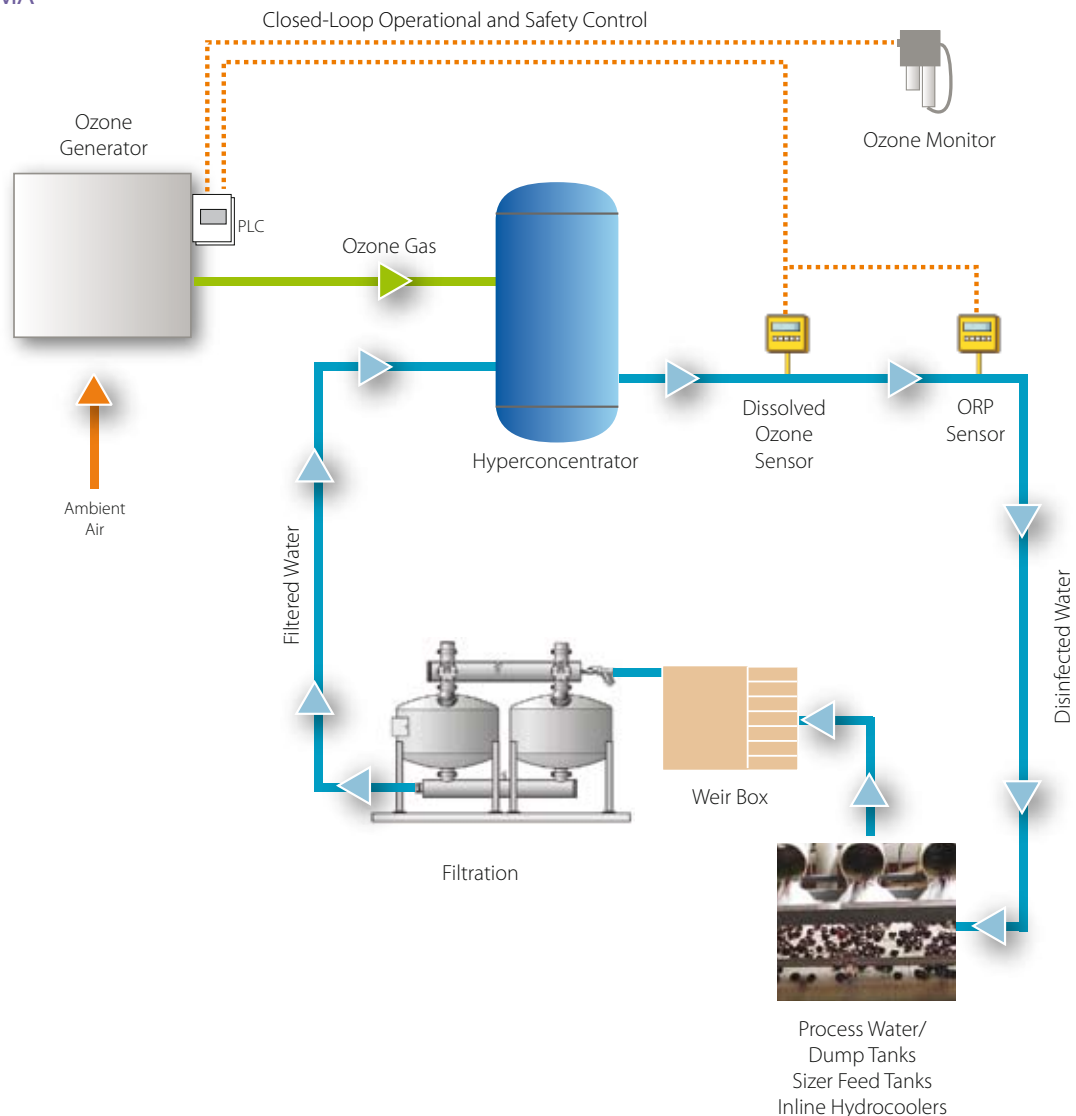 Closed-Loop Operational and Safety Control
Ozone
Generator
Ozone Monitor
PLC
Ozone Gas
Dissolved
Ozone
Sensor
ORP
Sensor
Hyperconcentrator
Ambient
Air
Filtered Water
Disinfected Water
Weir Box
Filtration
Process Water/
Dump Tanks
Sizer Feed Tanks
Inline Hydrocoolers